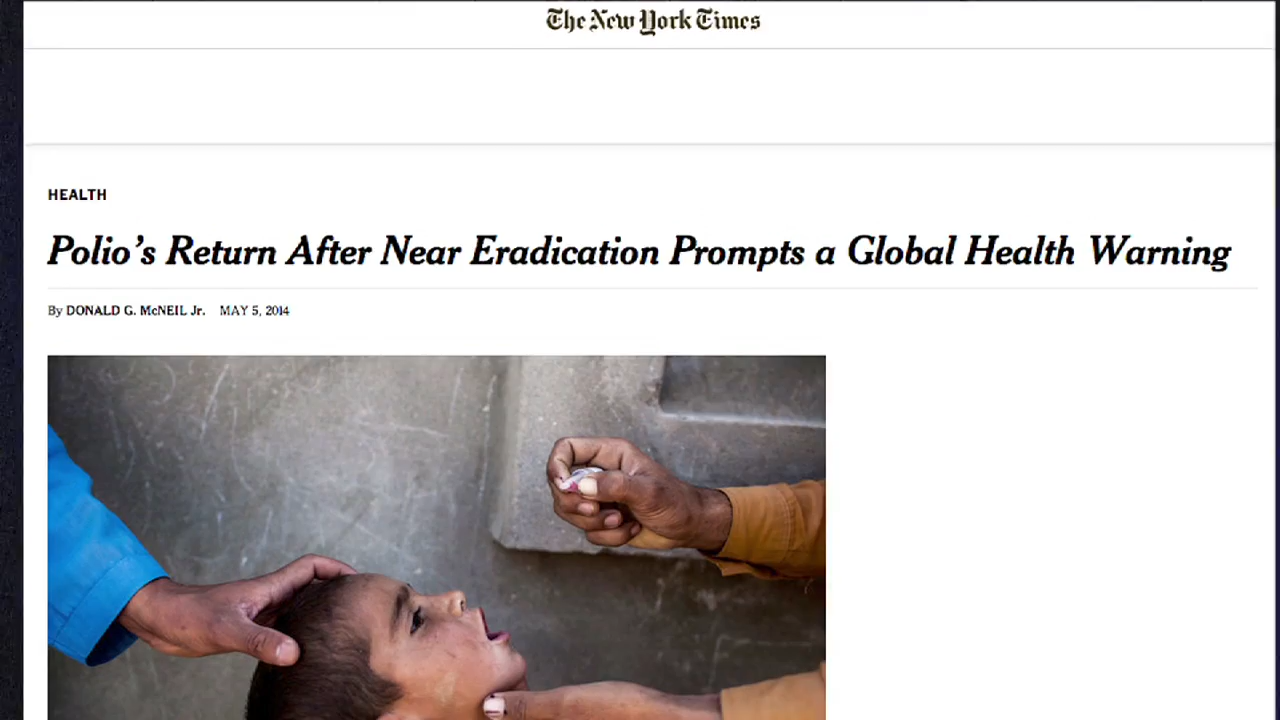 The New York Times
HEALTH
Polio’s Return After Near Eradication Prompts a Global Health Warning
By DONALD G. McNEIL Jr. MAY 5, 2014